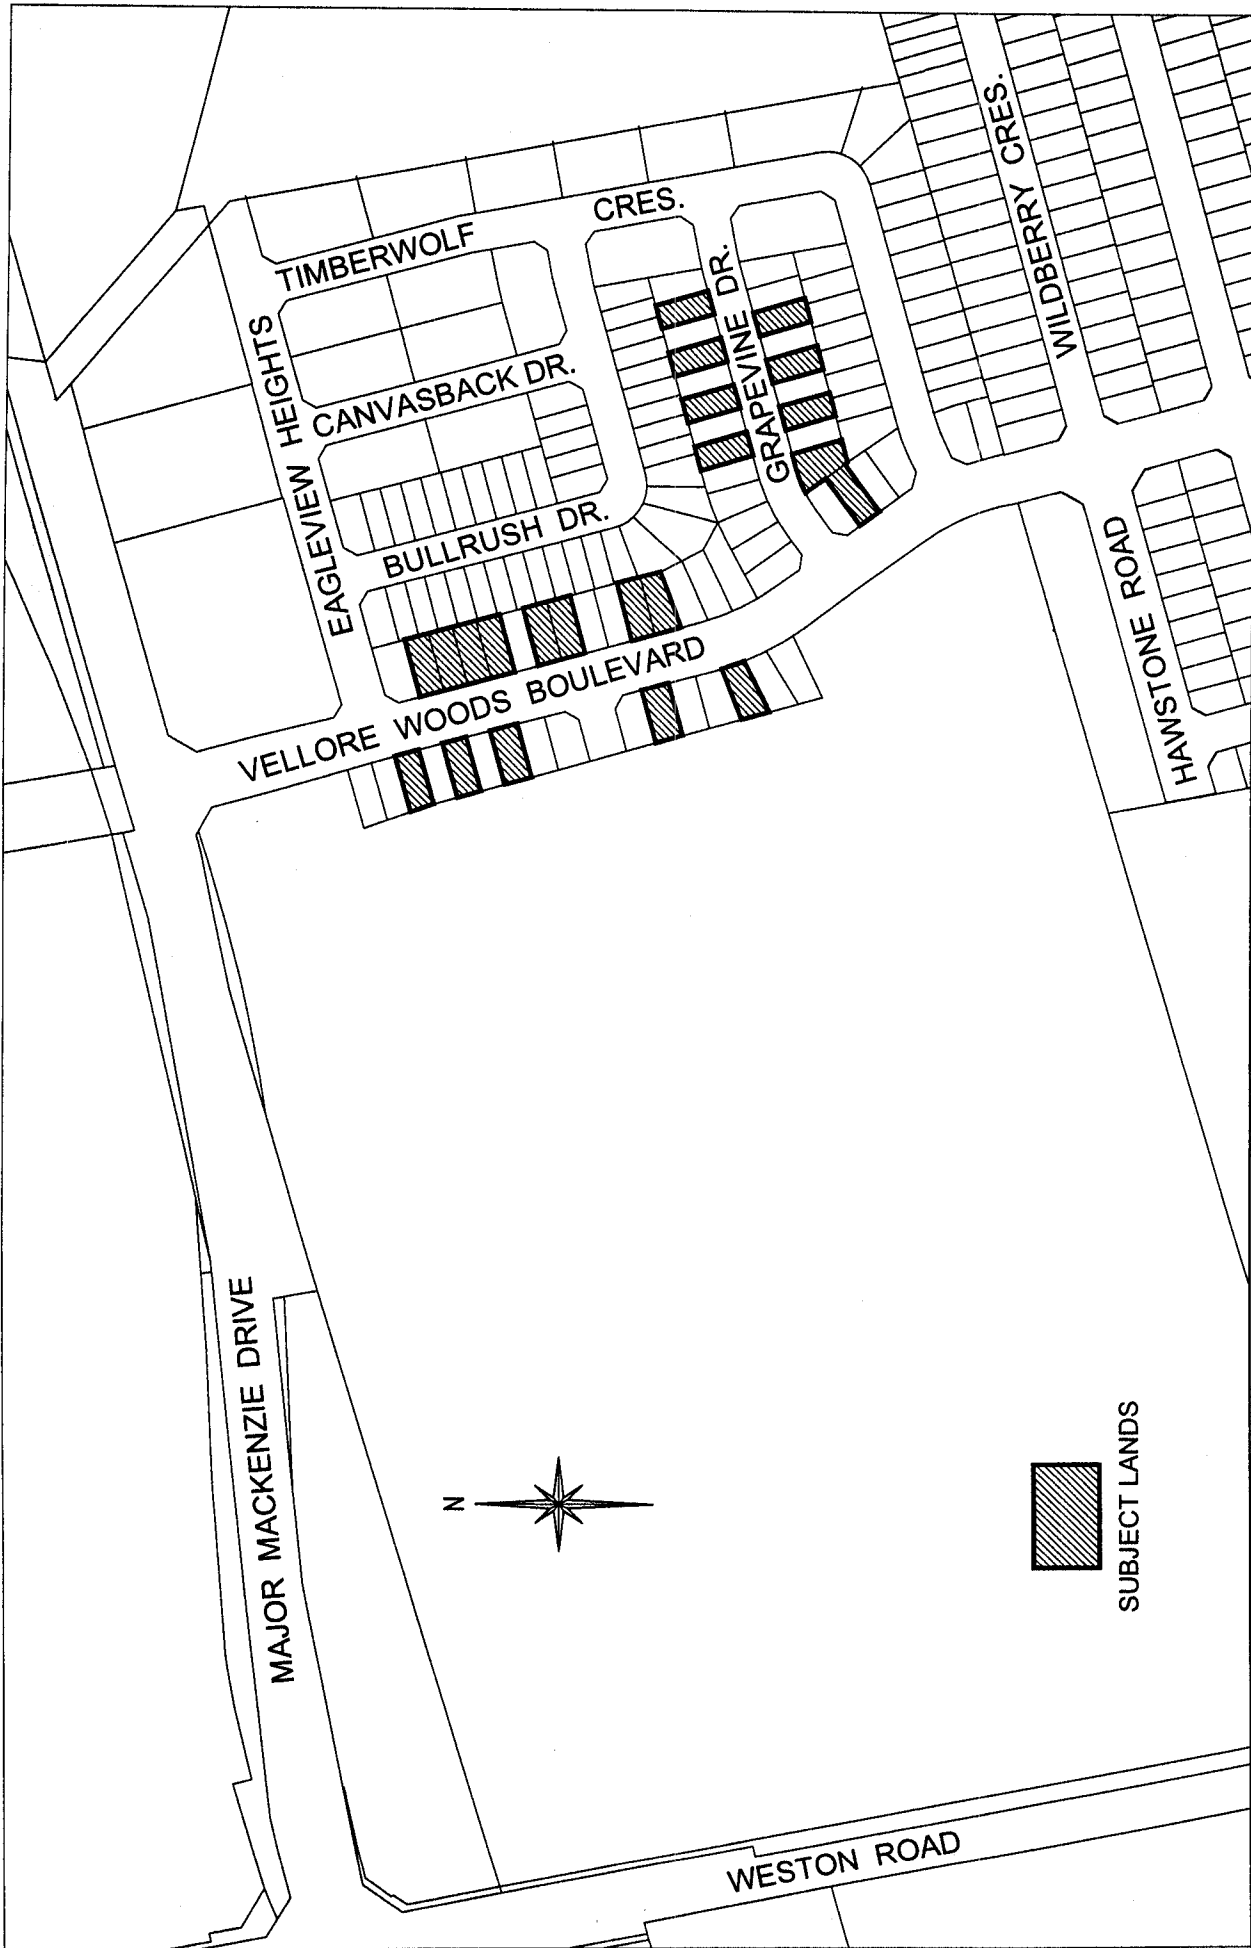 TIMBERWOLF CRES.
EAGLEVIEW HEIGHTS
CANVASBACK DR.
BULLRUSH DR.
GRAPEVINE DR.
WILDBERRY CRES.
VELLORE WOODS BOULEVARD
HAWSTONE ROAD
MAJOR MACKENZIE DRIVE
N
SUBJECT LANDS
WESTON ROAD